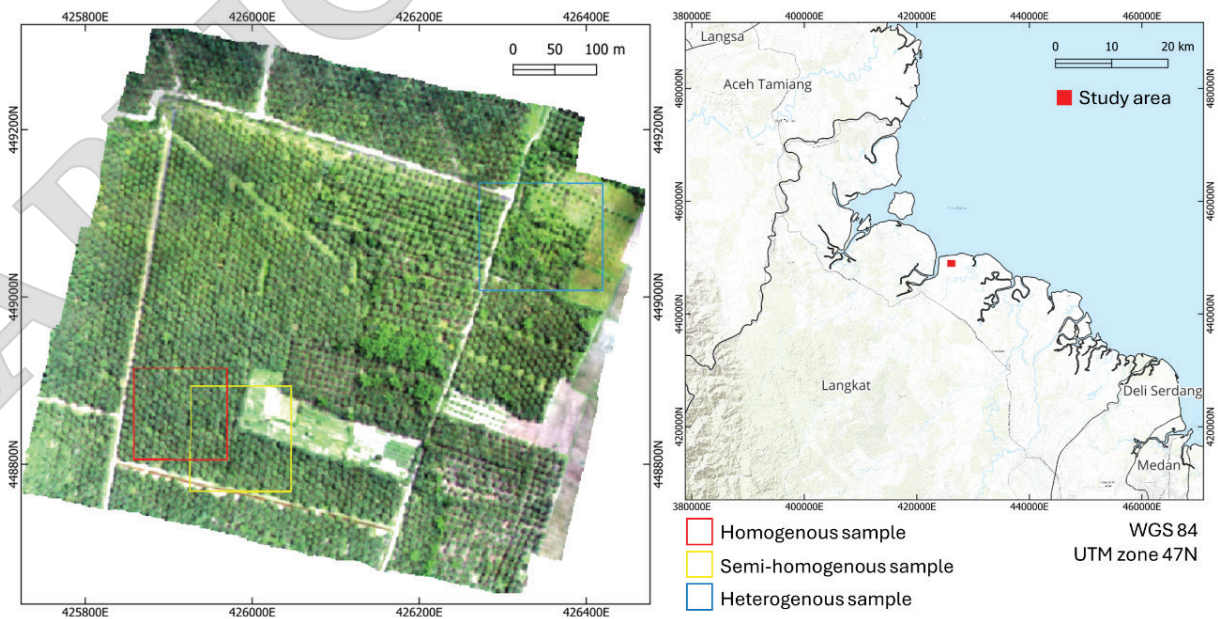 425800E 426000E 426200E 426400E
0 50 100 m
449200N
449000N
448800N
449200N
449000N
448800N
425800E 426000E 426200E 426400E
380000E 400000E 420000E 440000E 460000E
Langsa
0 10 20 km
Aceh Tamiang
Study area
480000N
460000N
440000N
420000N
480000N
460000N
440000N
420000N
Langkat
Deli Serdang
Medan
380000E 400000E 420000E 440000E 460000E
Homogenous sample
Semi-homogenous sample
Heterogenous sample
WGS 84
UTM zone 47N